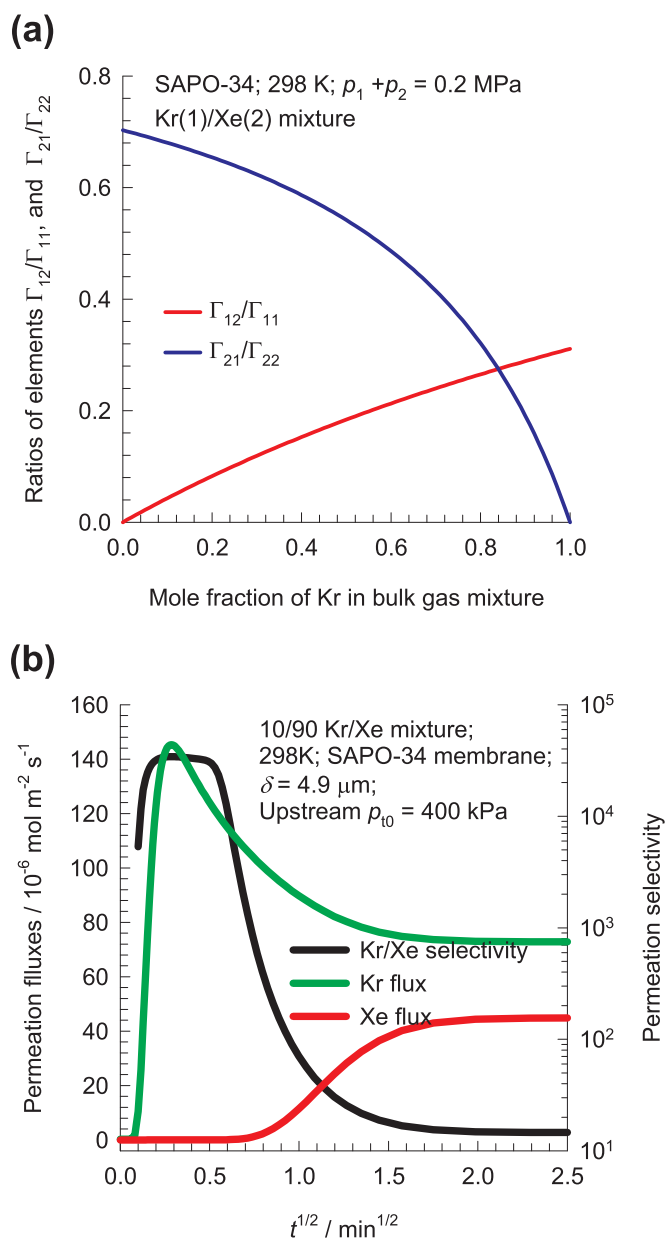 (a)
SAPO-34; 298 K; p1 +p2 = 0.2 MPa
Kr(1)/Xe(2) mixture
Ratios of elements Γ12/Γ11, and Γ21/Γ22
0.8
0.6
0.4
0.2
0.0
Γ12/Γ11
Γ21/Γ22
0.0 0.2 0.4 0.6 0.8 1.0
Mole fraction of Kr in bulk gas mixture
(b)
10/90 Kr/Xe mixture;
298K; SAPO-34 membrane;
δ = 4.9 μm;
Upstream pt0 = 400 kPa
Permeation flluxes / 10-6 mol m-2 s-1
160
140
120
100
80
60
40
20
0
Kr/Xe selectivity
Kr flux
Xe flux
10^5
10^4
10^3
10^2
10^1
Permeation selectivity
0.0 0.5 1.0 1.5 2.0 2.5
t1/2 / min1/2